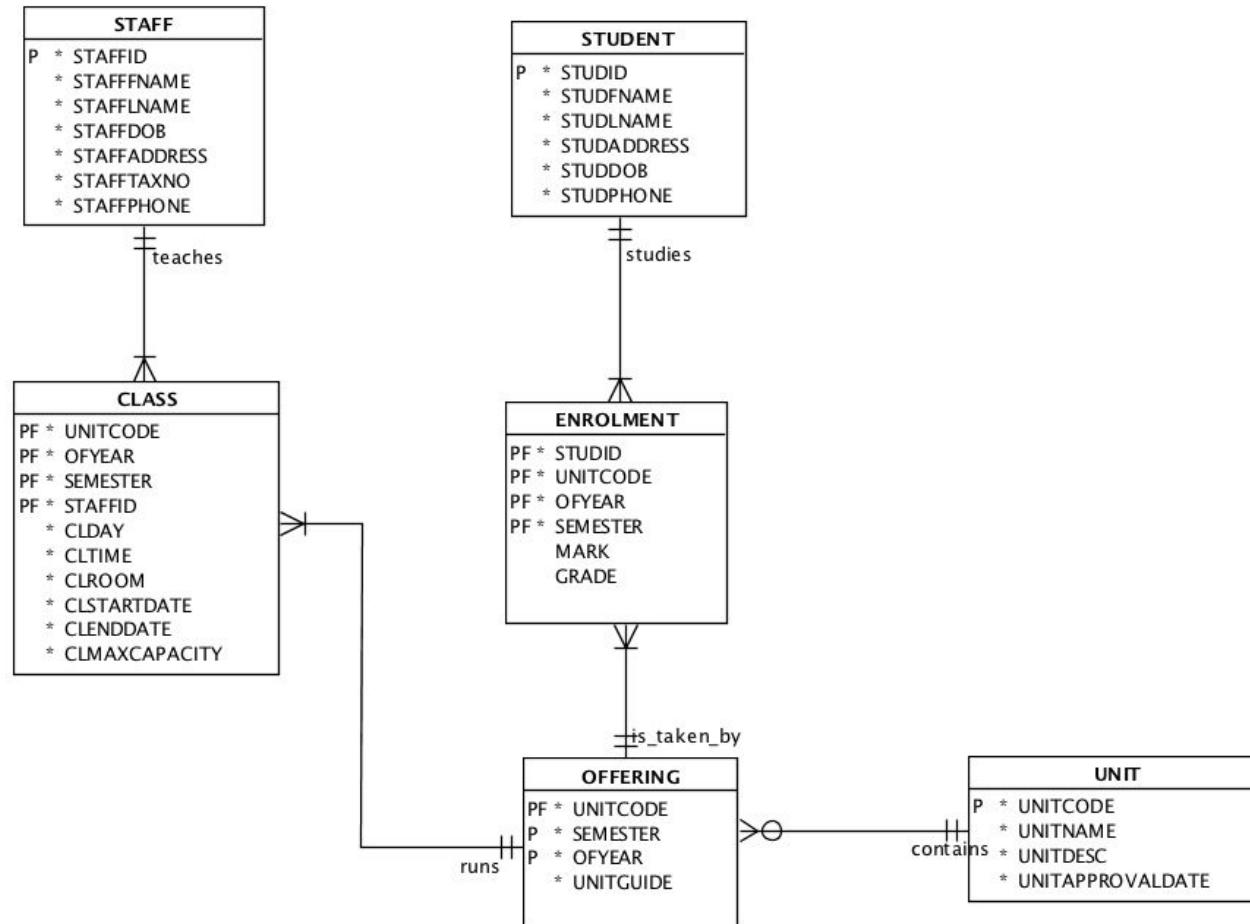 STAFF
P * STAFFID
* STAFFFNAME
* STAFFLNAME
* STAFFDOB
* STAFFADDRESS
* STAFFTAXNO
* STAFFPHONE
teaches
STUDENT
P * STUDID
* STUDFNAME
* STUDLNAME
* STUDADDRESS
* STUDDOB
* STUDPHONE
studies
CLASS
PF * UNITCODE
PF * OFYEAR
PF * SEMESTER
PF * STAFFID
* CLDAY
* CLTIME
* CLROOM
* CLSTARTDATE
* CLENDDATE
* CLMAXCAPACITY
ENROLMENT
PF * STUDID
PF * UNITCODE
PF * OFYEAR
PF * SEMESTER
MARK
GRADE
is_taken_by
runs
OFFERING
PF * UNITCODE
P * SEMESTER
P * OFYEAR
* UNITGUIDE
contains
UNIT
P * UNITCODE
* UNITNAME
* UNITDESC
* UNITAPPROVALDATE